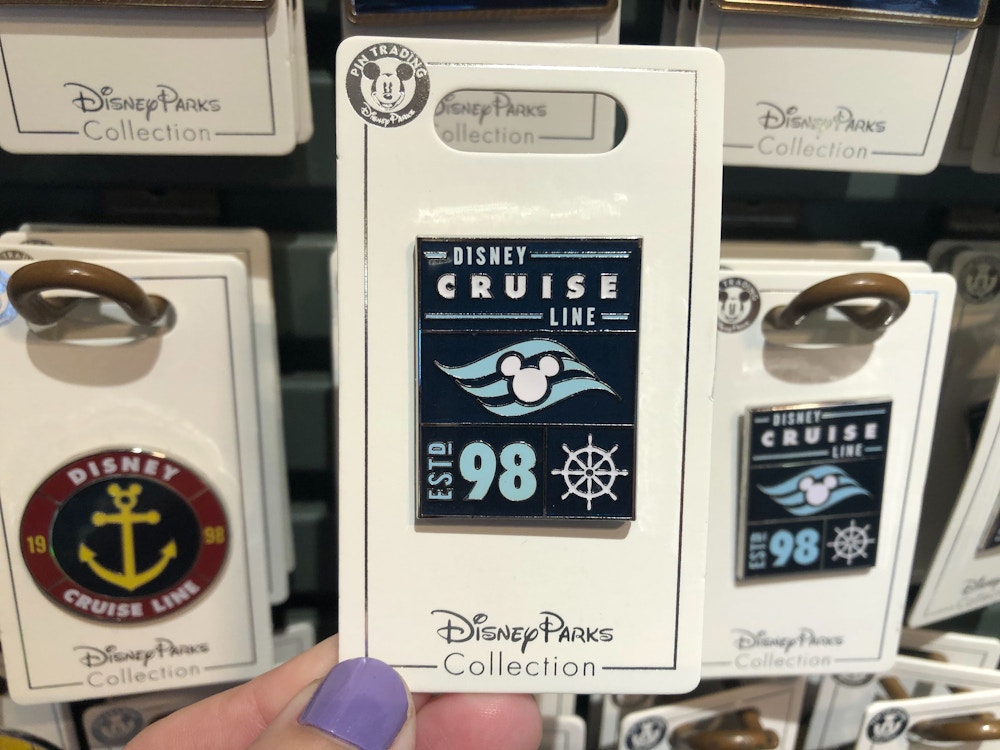 DISNEY PARKS
Collection
DISNEY PARKS
Collection
PIN TRADING
Disney Parks
DISNEY PARKS
Collection
DISNEY
CRUISE
LINE
ESTD 98
DISNEY PARKS
Collection
DISNEY
19 98
CRUISE LINE
DISNEY PARKS
Collection
DISNEY
CRUISE
LINE
ESTD 98
DISNEY PARKS
Collection